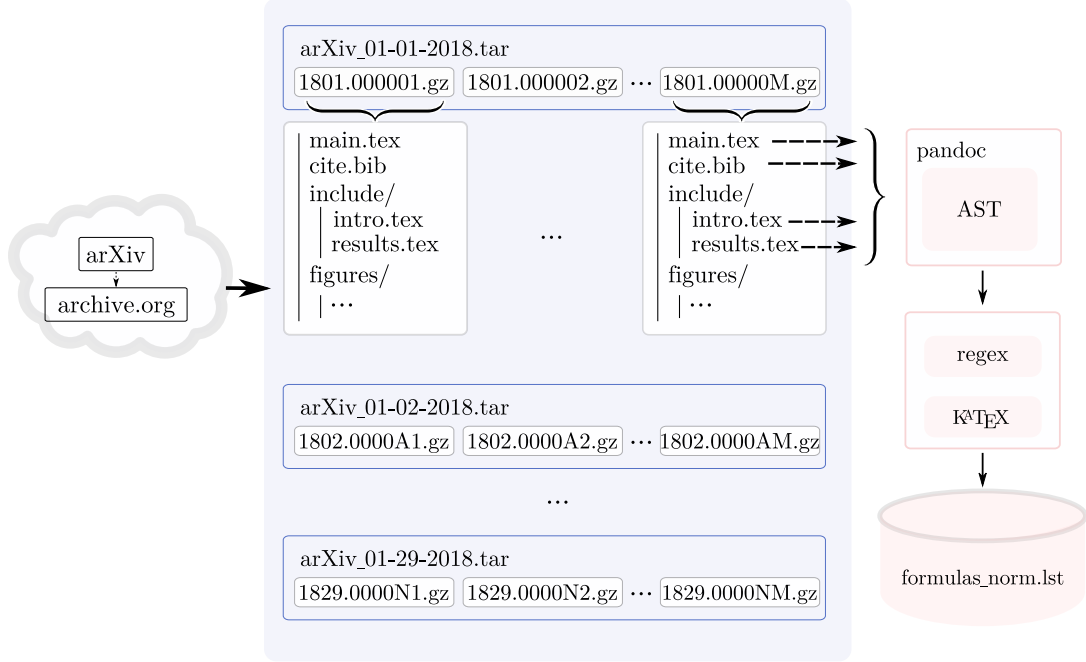 arXiv
archive.org
arXiv_01-01-2018.tar
1801.000001.gz 1801.000002.gz ... 1801.00000M.gz
main.tex
cite.bib
include/
intro.tex
results.tex
figures/
...
...
main.tex
cite.bib
include/
intro.tex
results.tex
figures/
...
arXiv_01-02-2018.tar
1802.0000A1.gz 1802.0000A2.gz ... 1802.0000AM.gz
...
arXiv_01-29-2018.tar
1829.0000N1.gz 1829.0000N2.gz ... 1829.0000NM.gz
pandoc
AST
regex
KATEX
formulas_norm.lst